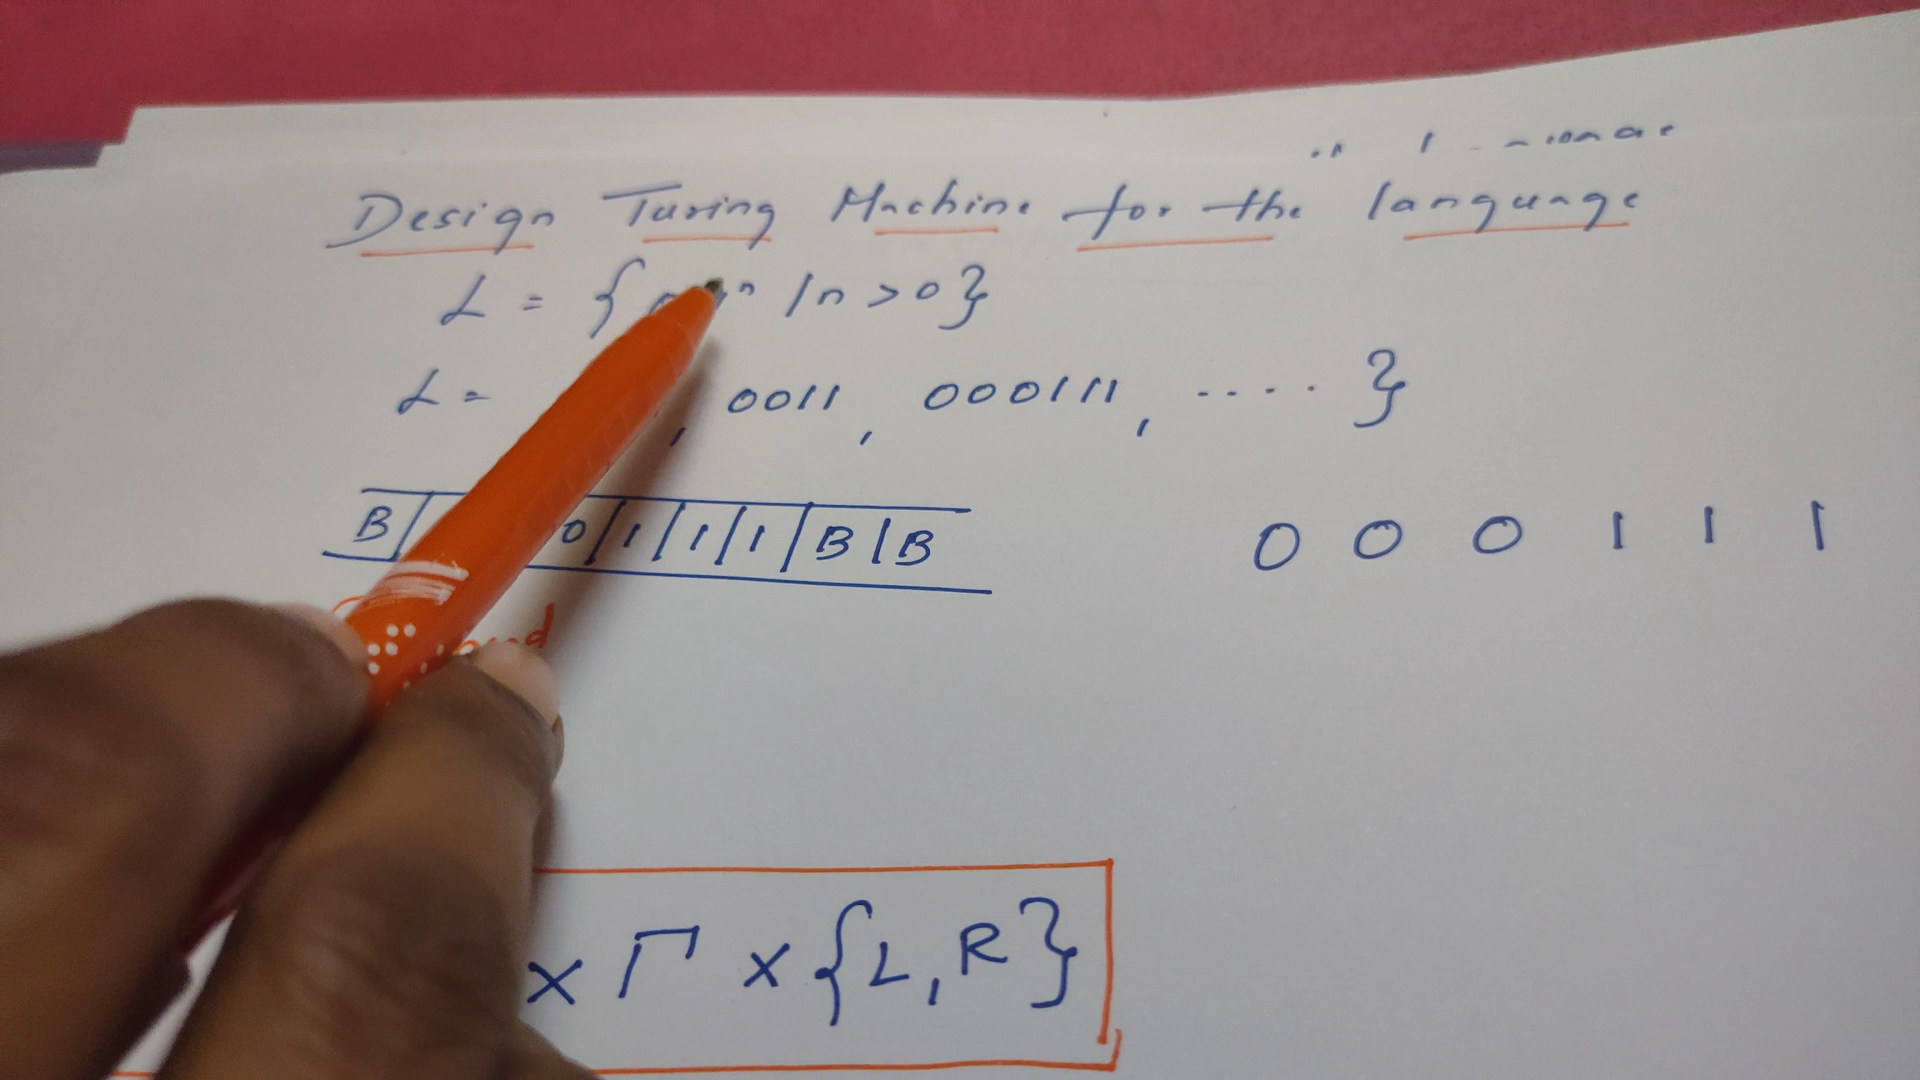 Design Turing Machine for the language
L = { n / n > 0 }
L = , 0011 , 000111 , .... }
B / 0 / 1 / 1 / 1 / B / B
0 0 0 1 1 1
× Γ × { L , R }